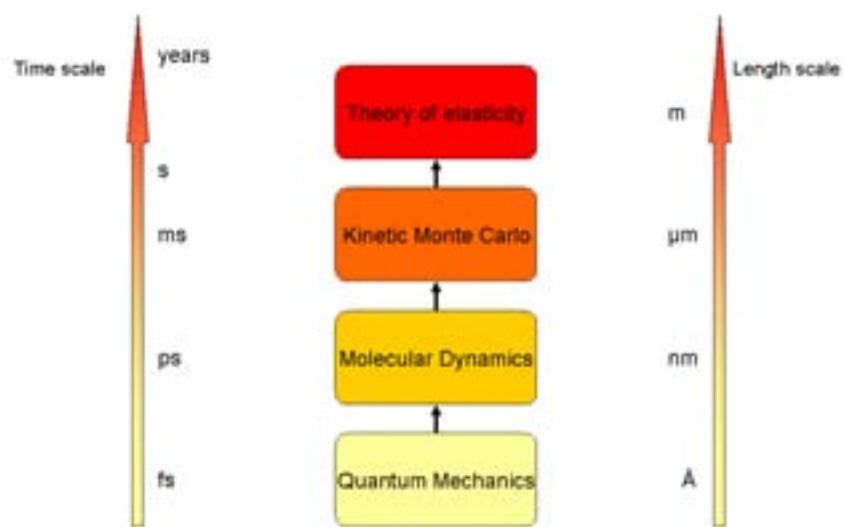 years
Time scale
Length scale
Theory of elasticity
m
s
ms
Kinetic Monte Carlo
µm
ps
Molecular Dynamics
nm
fs
Quantum Mechanics
Å